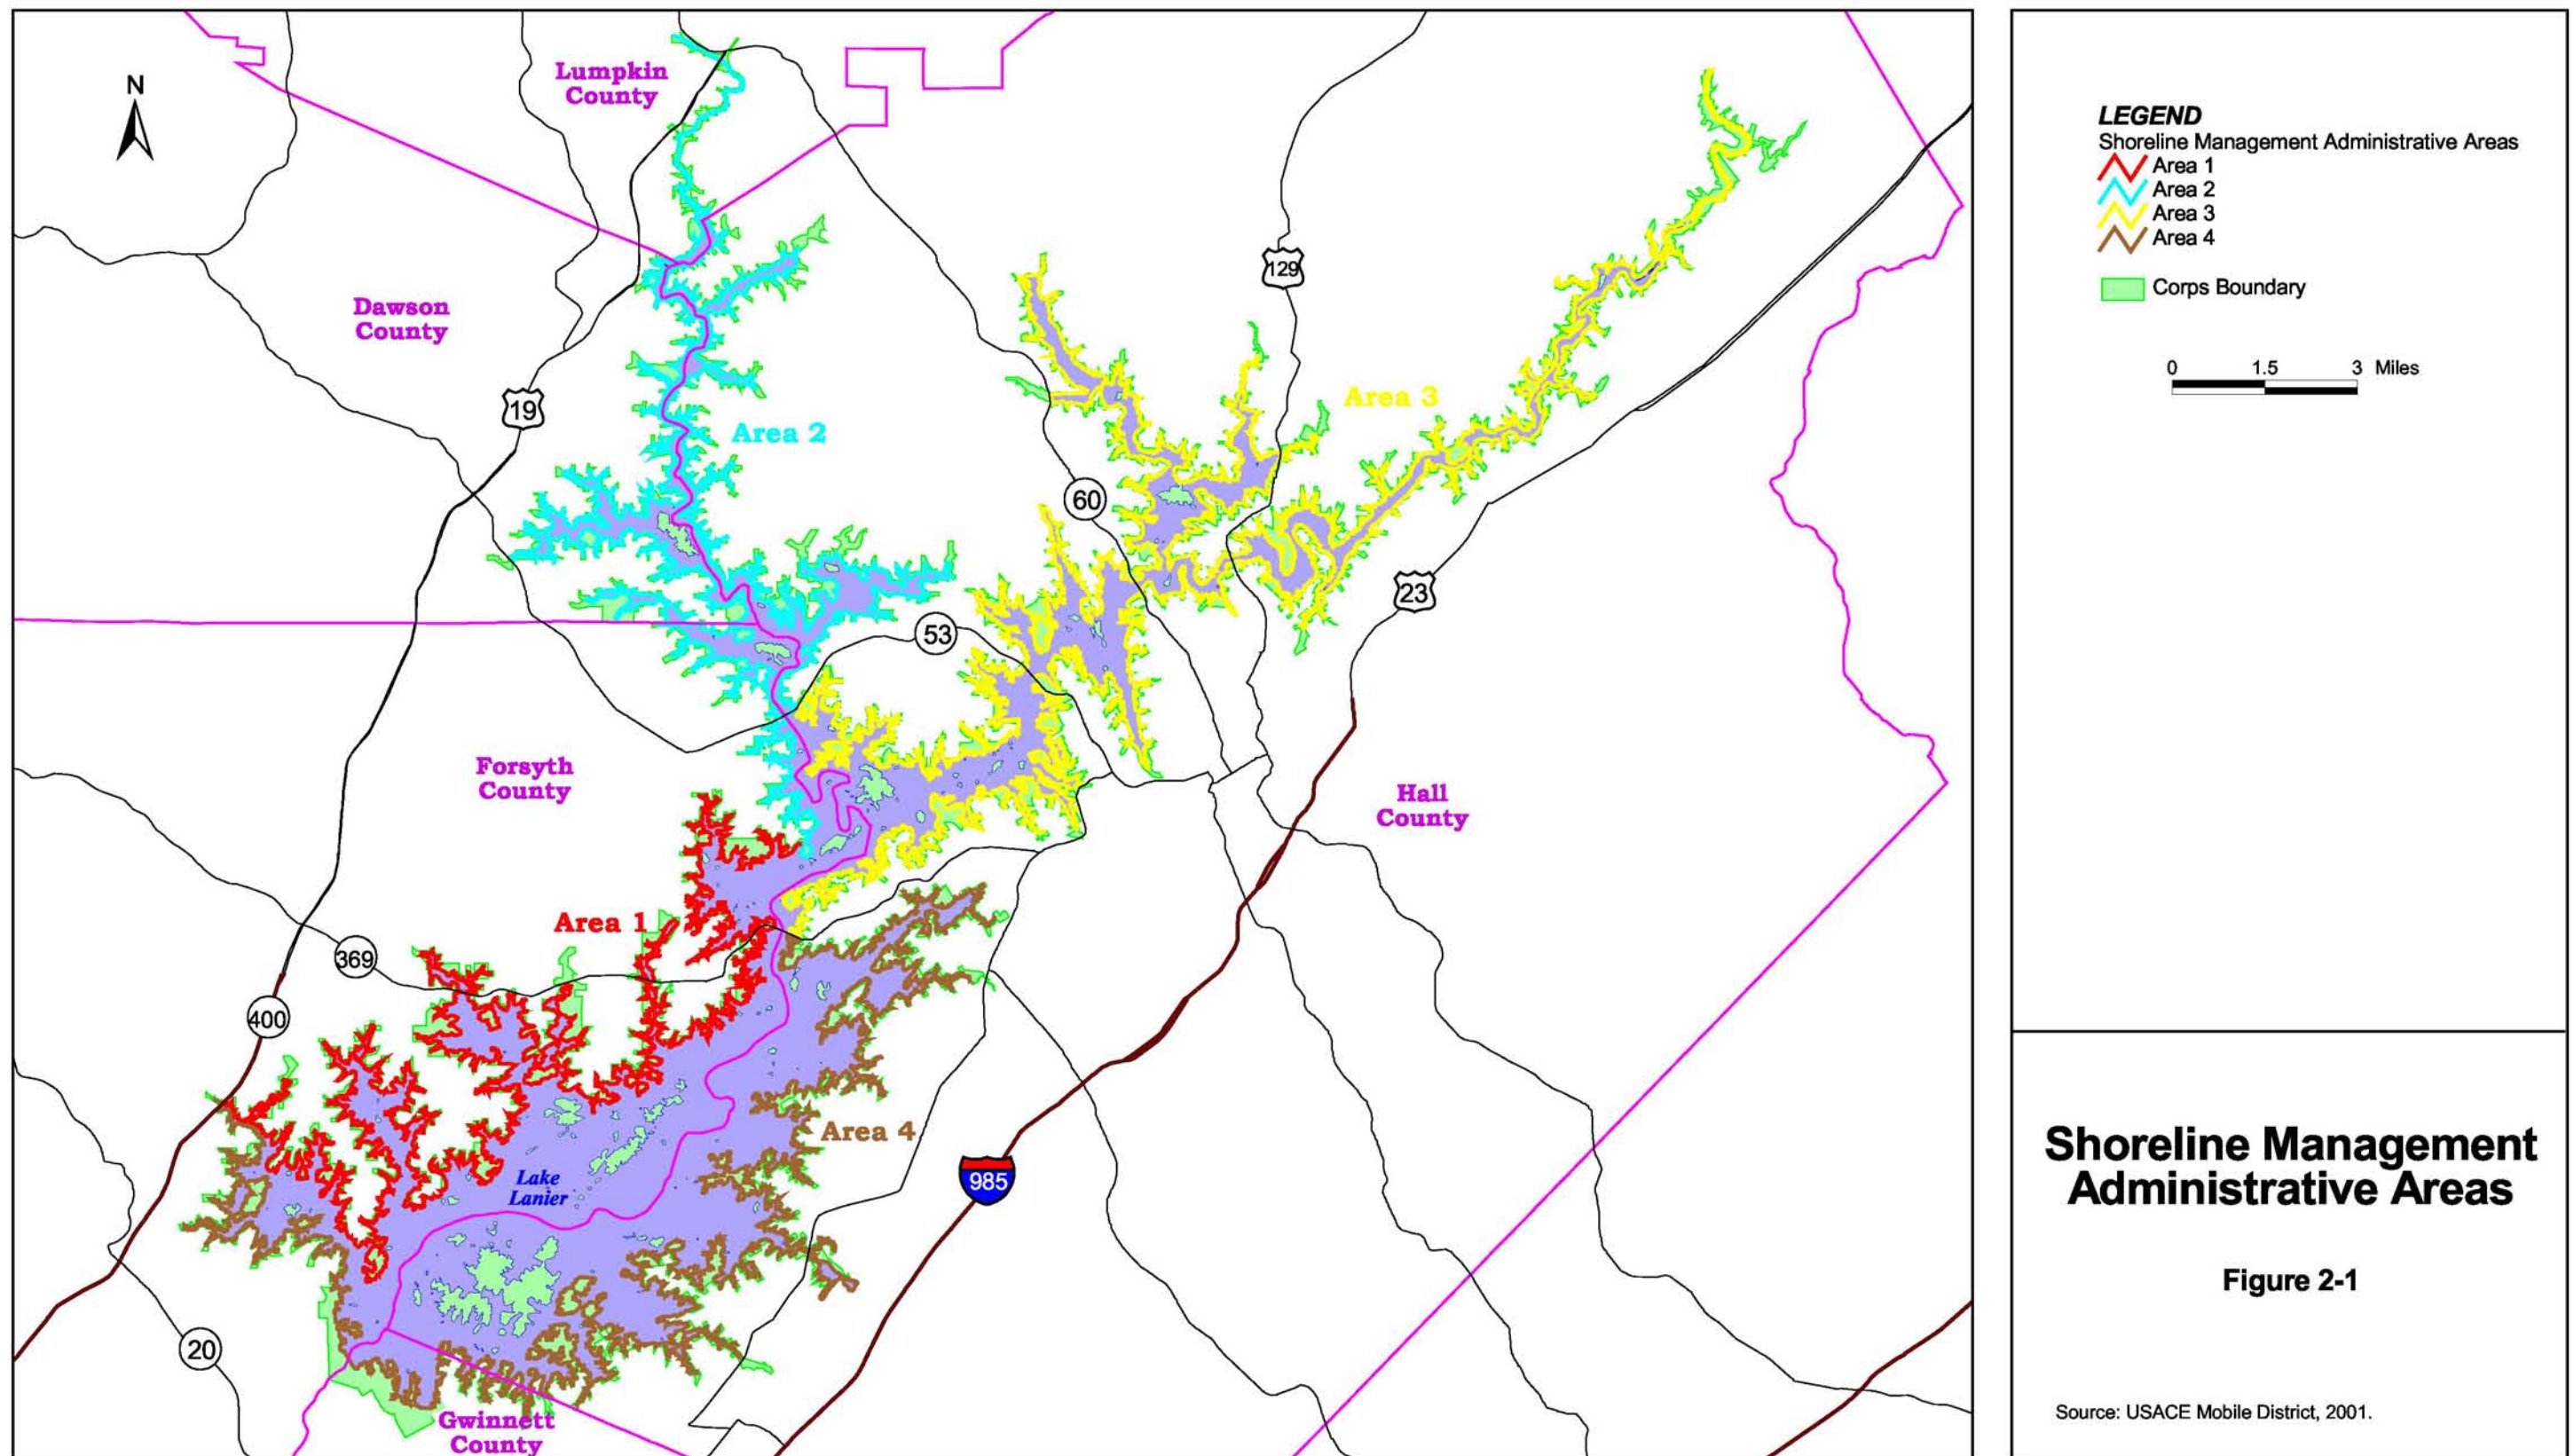 N
Lumpkin
County
Dawson
County
129
19
Area 3
Area 2
60
23
53
Forsyth
County
Hall
County
Area 1
369
400
Area 4
Lake
Lanier
985
20
Gwinnett
County
LEGEND
Shoreline Management Administrative Areas
Area 1
Area 2
Area 3
Area 4
Corps Boundary
0 1.5 3 Miles
Shoreline Management
Administrative Areas
Figure 2-1
Source: USACE Mobile District, 2001.